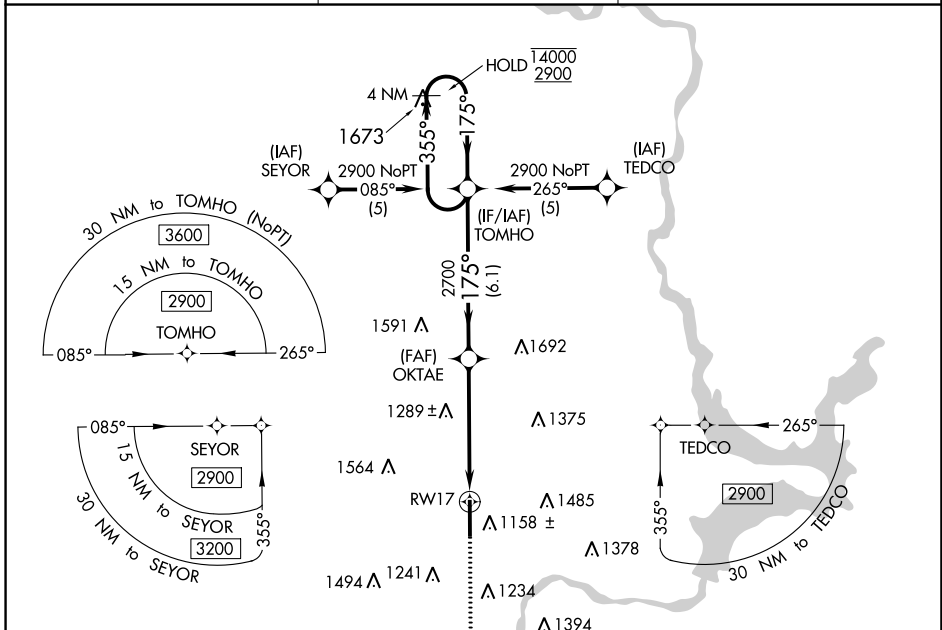 HOLD 14000
2900
4 NM
1673
355°
175°
(IAF)
SEYOR
2900 NoPT
085°
(5)
2900 NoPT
265°
(5)
(IAF)
TEDCO
(IF/IAF)
TOMHO
2700
175°
(6.1)
30 NM to TOMHO (NoPT)
3600
15 NM to TOMHO
2900
TOMHO
085°
265°
1591
1692
(FAF)
OKTAE
1289 ±
1375
085°
SEYOR
2900
15 NM to SEYOR
3200
30 NM to SEYOR
355°
1564
RW17
1485
1158 ±
1378
1494
1241
1234
1394
265°
TEDCO
2900
355°
30 NM to TEDCO